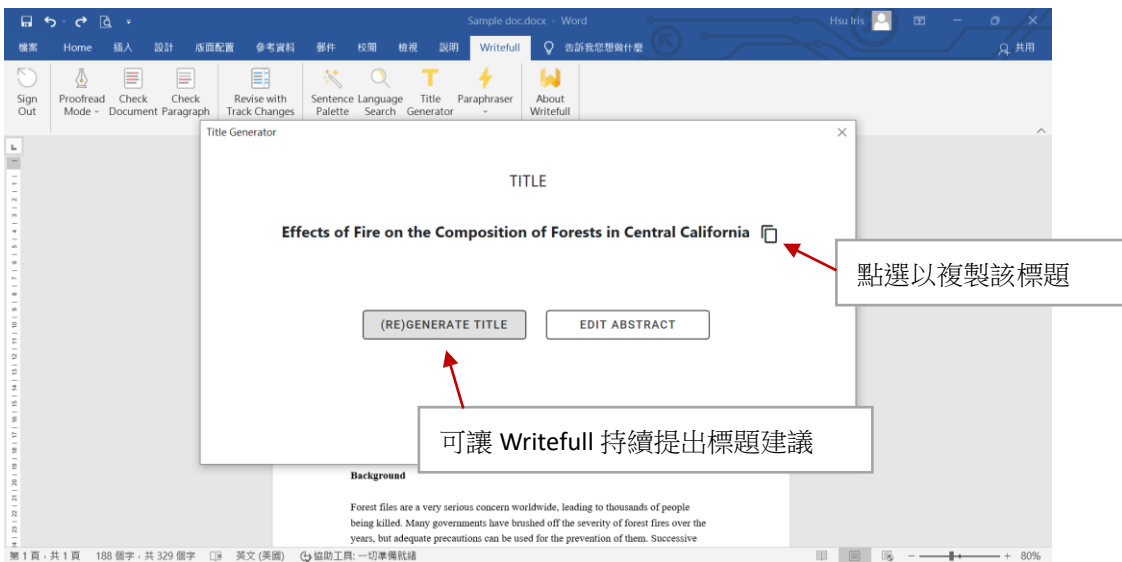 Sample doc.docx - Word
Hsu Iris
檔案 Home 插入 設計 版面配置 參考資料 郵件 校閱 檢視 說明 Writefull 告訴我您想做什麼 共用
Sign Out
Proofread Mode
Check Document
Check Paragraph
Revise with Track Changes
Sentence Palette
Language Search
Title Generator
Paraphraser
About Writefull
Title Generator
TITLE
Effects of Fire on the Composition of Forests in Central California
點選以複製該標題
(RE)GENERATE TITLE EDIT ABSTRACT
可讓 Writefull 持續提出標題建議
Background
Forest files are a very serious concern worldwide, leading to thousands of people
being killed. Many governments have brushed off the severity of forest fires over the
years, but adequate precautions can be used for the prevention of them. Successive
第 1 頁，共 1 頁 188 個字，共 329 個字 英文 (美國) 協助工具: 一切準備就緒 80%